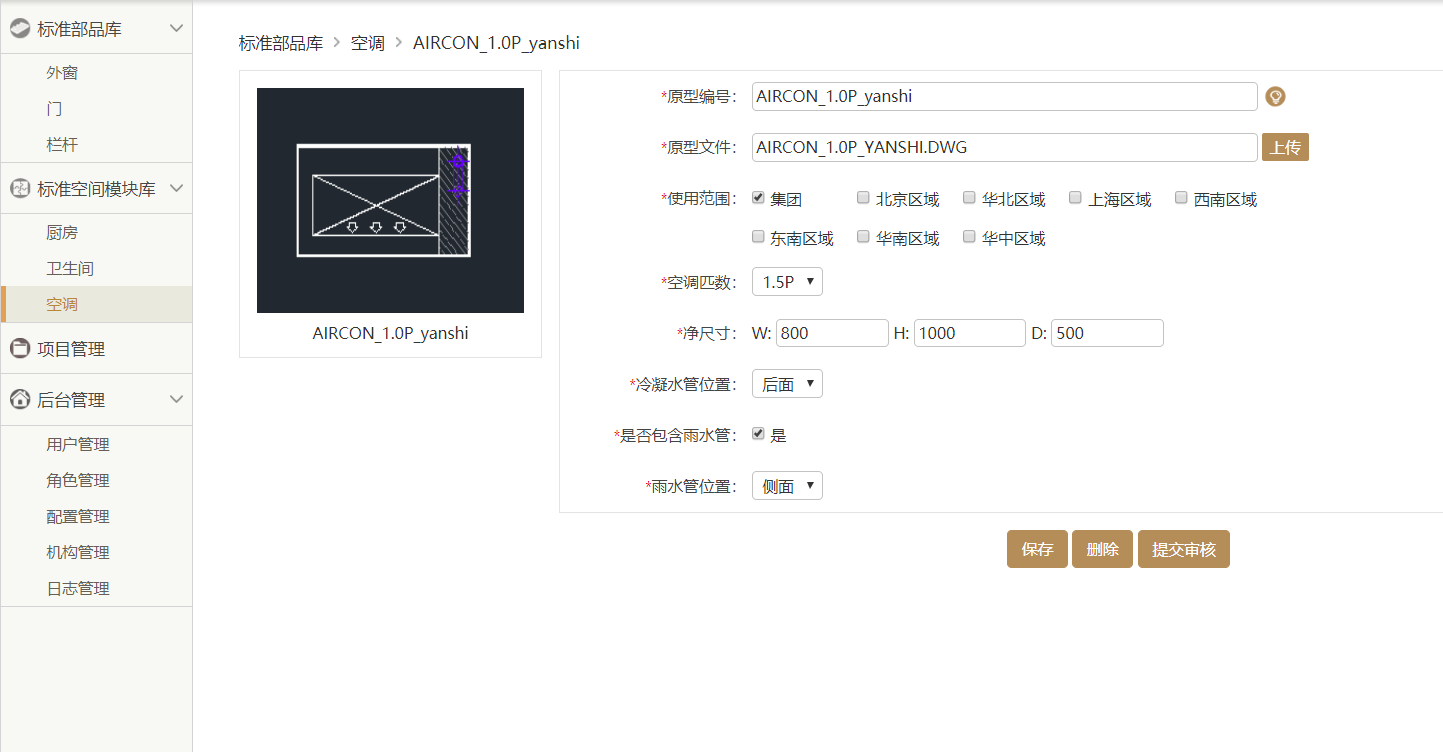 标准部品库
外窗
门
栏杆
标准空间模块库
厨房
卫生间
空调
项目管理
后台管理
用户管理
角色管理
配置管理
机构管理
日志管理
标准部品库 > 空调 > AIRCON_1.0P_yanshi
AIRCON_1.0P_yanshi
*原型编号： AIRCON_1.0P_yanshi
*原型文件： AIRCON_1.0P_YANSHI.DWG 上传
*使用范围： 集团 北京区域 华北区域 上海区域 西南区域
东南区域 华南区域 华中区域
*空调匹数： 1.5P
*净尺寸： W: 800 H: 1000 D: 500
*冷凝水管位置： 后面
*是否包含雨水管： 是
*雨水管位置： 侧面
保存 删除 提交审核